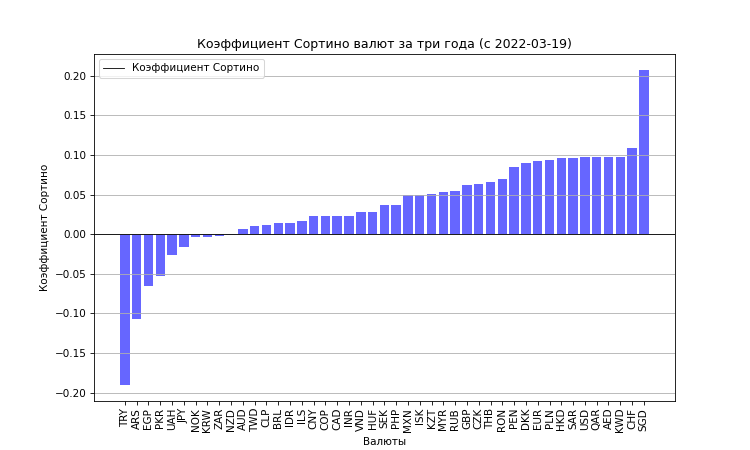 Коэффициент Сортино валют за три года (с 2022-03-19)
Коэффициент Сортино
0.20
0.15
0.10
0.05
0.00
−0.05
−0.10
−0.15
−0.20
Коэффициент Сортино
TRY
ARS
EGP
PKR
UAH
JPY
NOK
KRW
ZAR
NZD
AUD
TWD
CLP
BRL
IDR
ILS
CNY
COP
CAD
INR
VND
HUF
SEK
PHP
MXN
ISK
KZT
MYR
RUB
GBP
CZK
THB
RON
PEN
DKK
EUR
PLN
HKD
SAR
USD
QAR
AED
KWD
CHF
SGD
Валюты